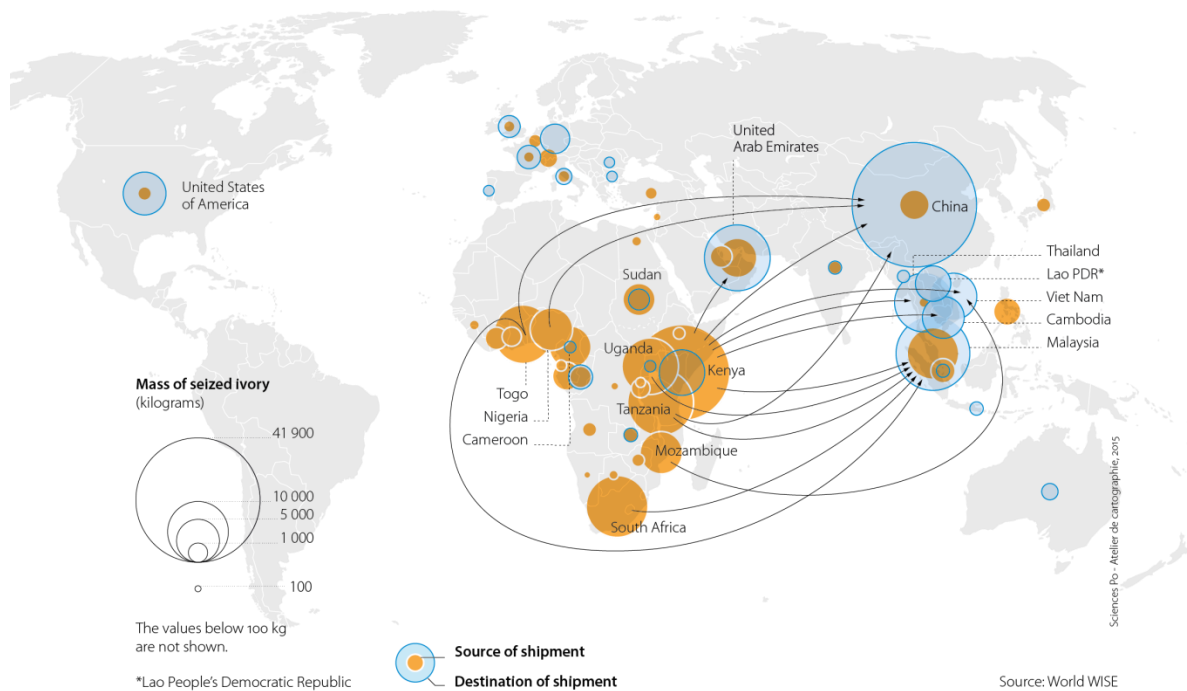 United
Arab Emirates
United States
of America
China
Thailand
Lao PDR*
Viet Nam
Cambodia
Malaysia
Sudan
Uganda
Kenya
Togo
Nigeria
Cameroon
Tanzania
Mozambique
South Africa
Mass of seized ivory
(kilograms)
41 900
10 000
5 000
1 000
100
The values below 100 kg
are not shown.
*Lao People's Democratic Republic
Source of shipment
Destination of shipment
Sciences Po - Atelier de cartographie, 2015
Source: World WISE